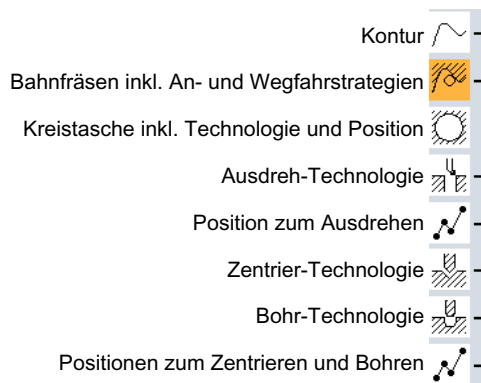 Kontur
Bahnfräsen inkl. An- und Wegfahrstrategien
Kreistasche inkl. Technologie und Position
Ausdreh-Technologie
Position zum Ausdrehen
Zentrier-Technologie
Bohr-Technologie
Positionen zum Zentrieren und Bohren